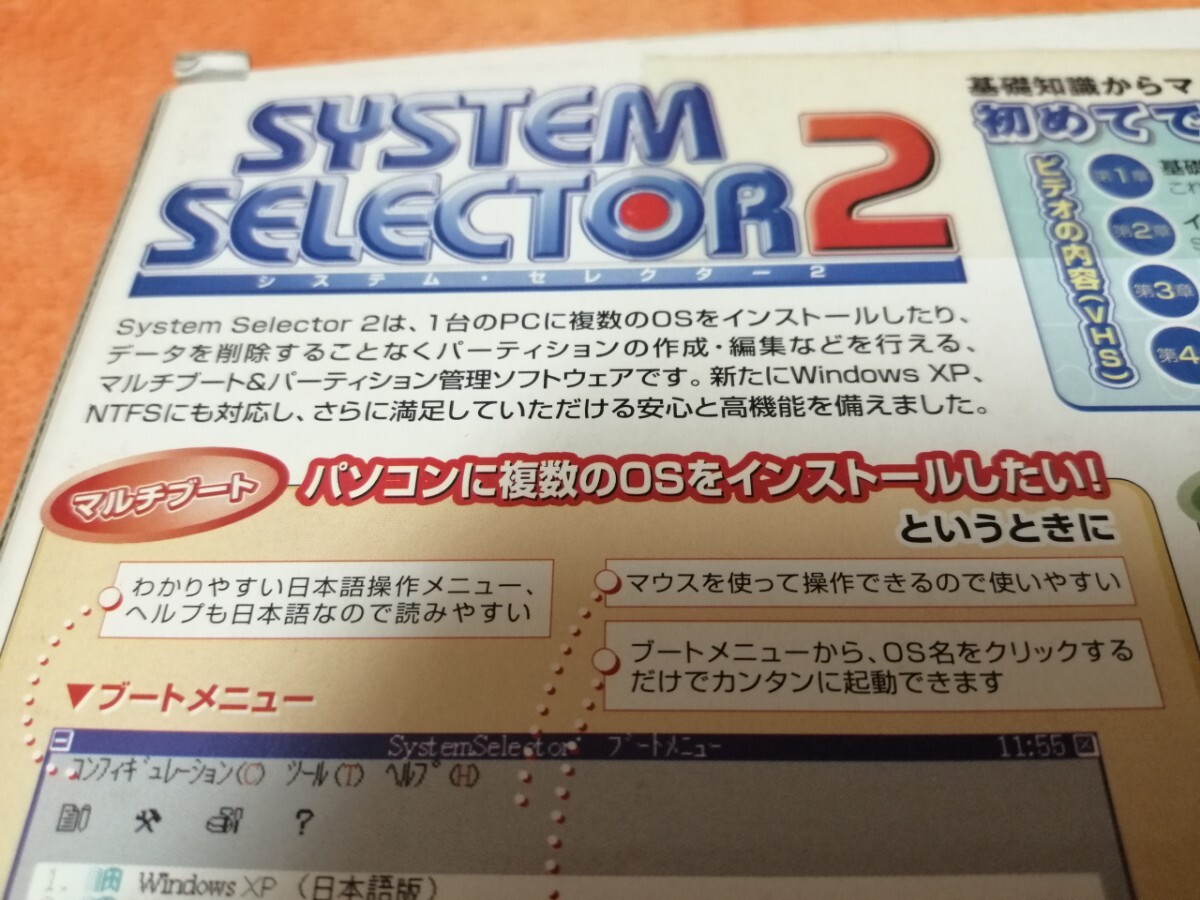 SYSTEM
SELECTOR 2
システム・セレクター2
System Selector 2は、1台のPCに複数のOSをインストールしたり、
データを削除することなくパーティションの作成・編集などを行える、
マルチブート&パーティション管理ソフトウェアです。新たにWindows XP、
NTFSにも対応し、さらに満足していただける安心と高機能を備えました。
基礎知識からマ
初めてで
ビデオの内容(VHS)
第1章
基礎
これ
第2章
イ
第3章
第4
マルチブート
パソコンに複数のOSをインストールしたい!
というときに
わかりやすい日本語操作メニュー、
ヘルプも日本語なので読みやすい
マウスを使って操作できるので使いやすい
ブートメニューから、OS名をクリックする
だけでカンタンに起動できます
▼ブートメニュー
SystemSelector ブートメニュー 11:55
コンフィギュレーション(C) ツール(T) ヘルプ(H)
?
1. Windows XP (日本語版)